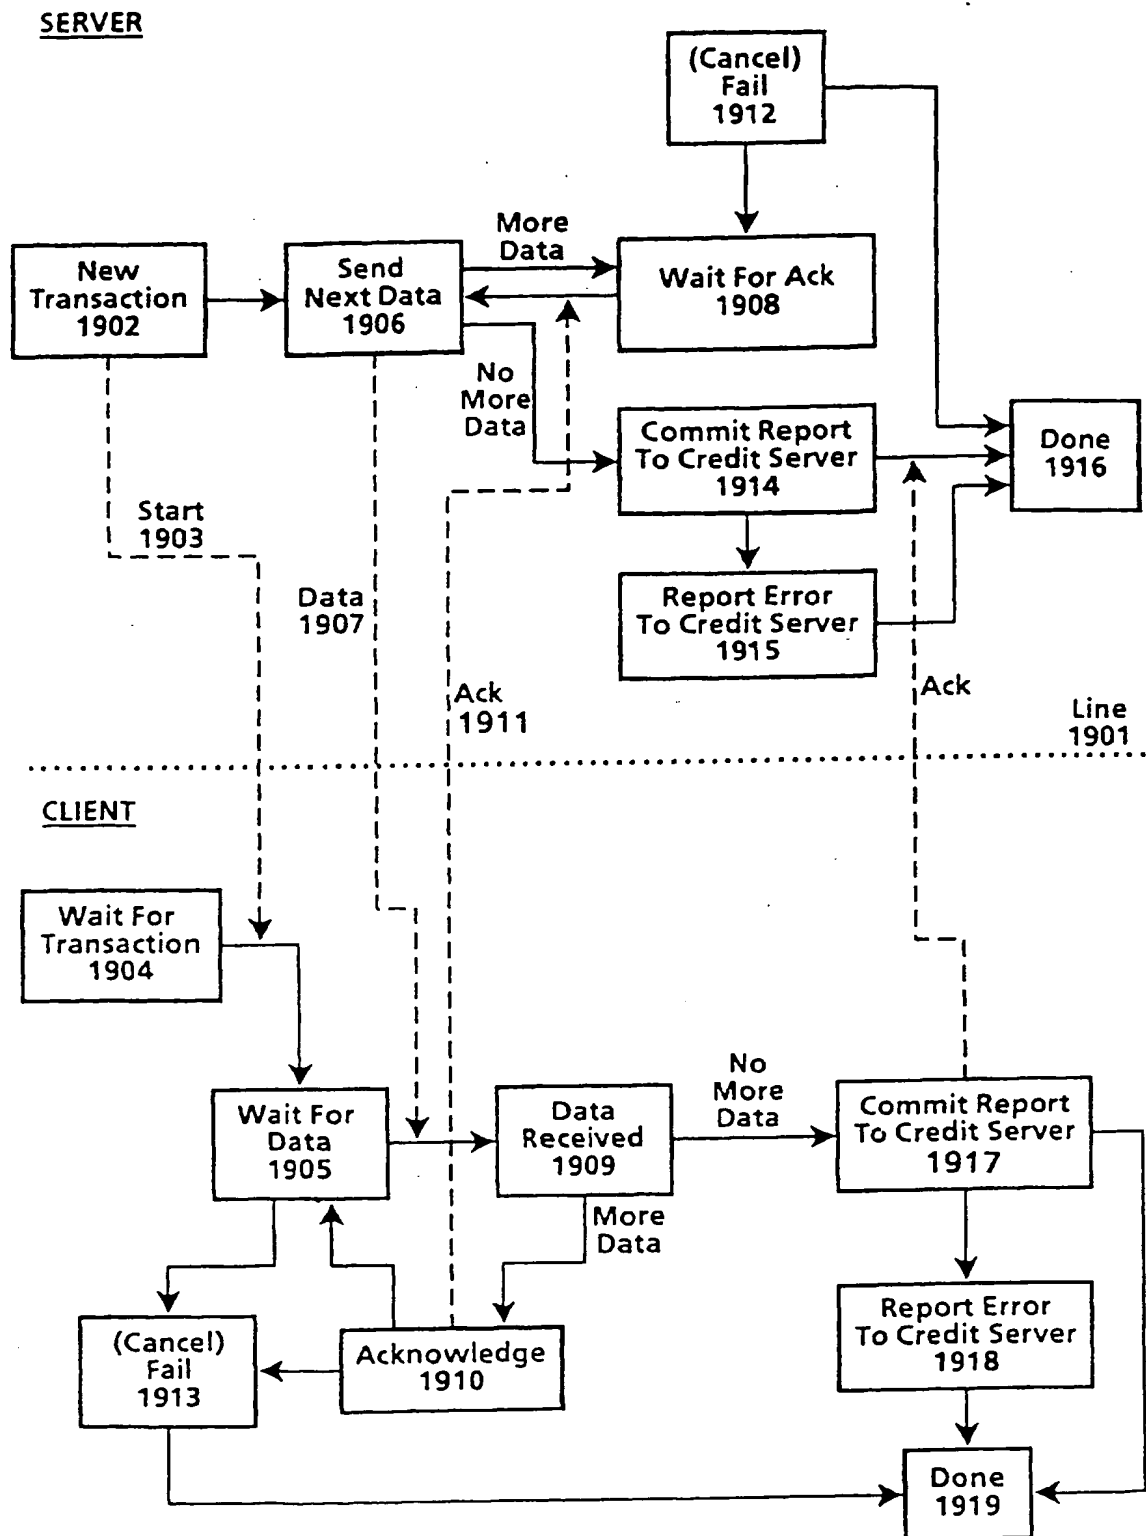 SERVER
(Cancel)
Fail
1912
New
Transaction
1902
Send
Next Data
1906
More
Data
Wait For Ack
1908
No
More
Data
Commit Report
To Credit Server
1914
Done
1916
Start
1903
Data
1907
Report Error
To Credit Server
1915
Ack
1911
Ack
Line
1901
CLIENT
Wait For
Transaction
1904
Wait For
Data
1905
Data
Received
1909
No
More
Data
Commit Report
To Credit Server
1917
More
Data
(Cancel)
Fail
1913
Acknowledge
1910
Report Error
To Credit Server
1918
Done
1919